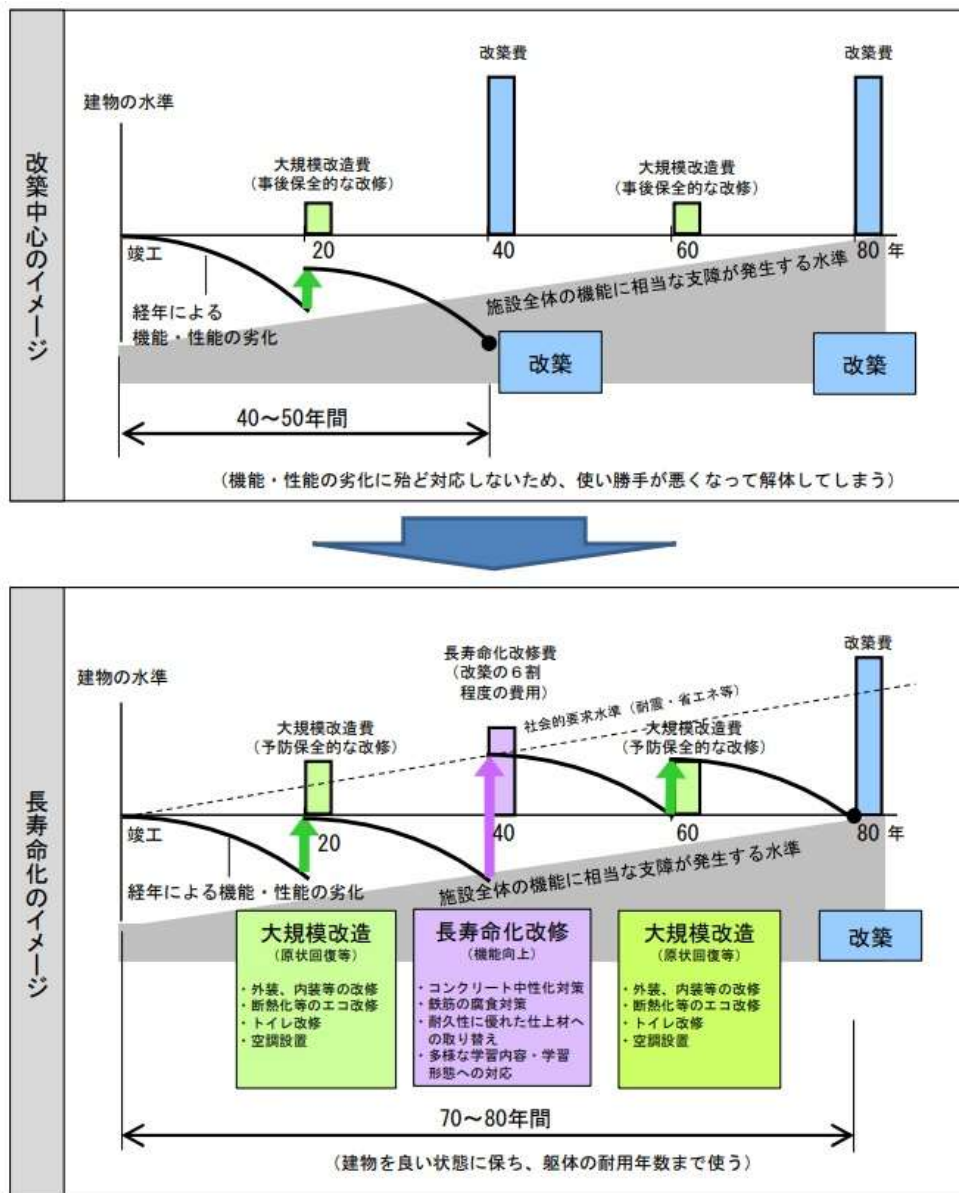 改築中心のイメージ
改築費
改築費
建物の水準
大規模改造費
（事後保全的な改修）
大規模改造費
（事後保全的な改修）
竣工
20
40
60
80 年
経年による
機能・性能の劣化
施設全体の機能に相当な支障が発生する水準
改築
改築
40～50年間
（機能・性能の劣化に殆ど対応しないため、使い勝手が悪くなって解体してしまう）
長寿命化のイメージ
建物の水準
長寿命化改修費
（改築の６割
程度の費用）
改築費
社会的要求水準（耐震・省エネ等）
大規模改造費
（予防保全的な改修）
大規模改造費
（予防保全的な改修）
竣工
20
40
60
80 年
経年による機能・性能の劣化
施設全体の機能に相当な支障が発生する水準
大規模改造
（原状回復等）
・外装、内装等の改修
・断熱化等のエコ改修
・トイレ改修
・空調設置
長寿命化改修
（機能向上）
・コンクリート中性化対策
・鉄筋の腐食対策
・耐久性に優れた仕上材へ
の取り替え
・多様な学習内容・学習
形態への対応
大規模改造
（原状回復等）
・外装、内装等の改修
・断熱化等のエコ改修
・トイレ改修
・空調設置
改築
70～80年間
（建物を良い状態に保ち、躯体の耐用年数まで使う）